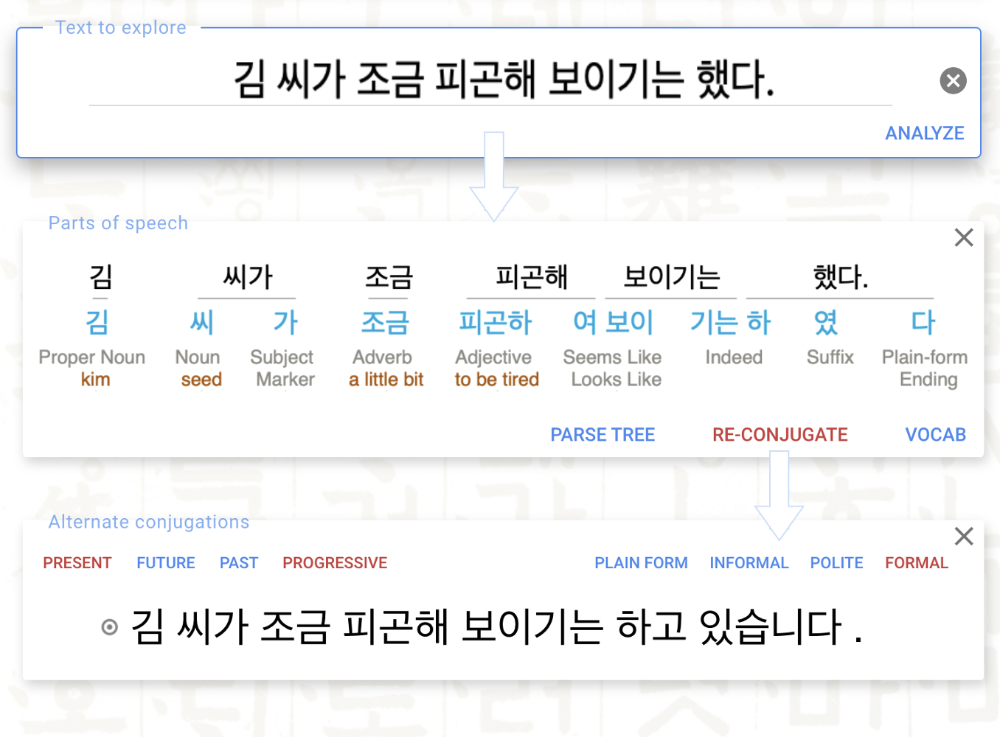 Text to explore
김 씨가 조금 피곤해 보이기는 했다.
ANALYZE
Parts of speech
김 씨가 조금 피곤해 보이기는 했다.
김 씨 가 조금 피곤하 여 보이 기는 하 였 다
Proper Noun Noun Subject Adverb Adjective Seems Like Indeed Suffix Plain-form
kim seed Marker a little bit to be tired Looks Like Ending
PARSE TREE RE-CONJUGATE VOCAB
Alternate conjugations
PRESENT FUTURE PAST PROGRESSIVE PLAIN FORM INFORMAL POLITE FORMAL
김 씨가 조금 피곤해 보이기는 하고 있습니다 .